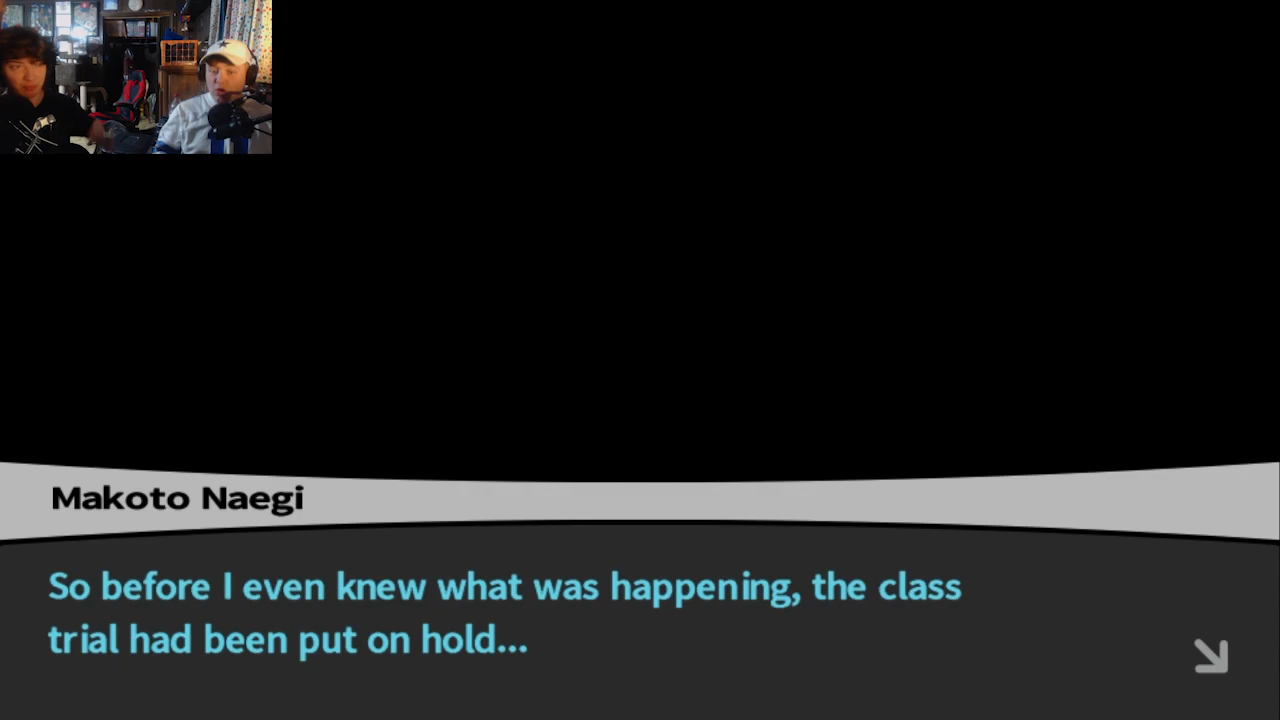 Makoto Naegi
So before I even knew what was happening, the class
trial had been put on hold...